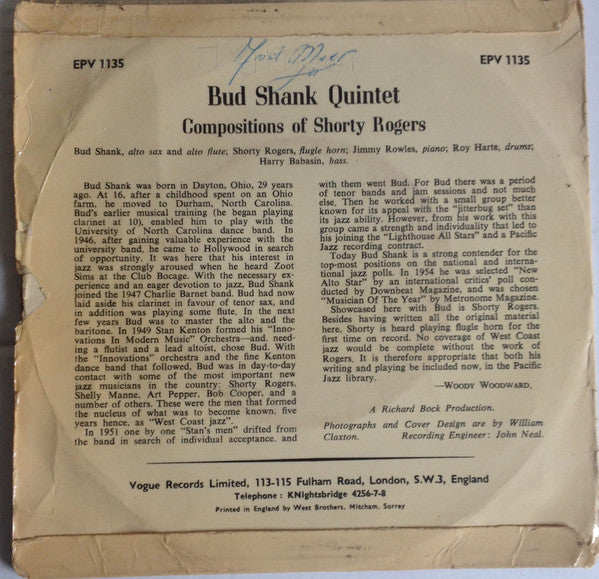 EPV 1135
EPV 1135
Bud Shank Quintet
Compositions of Shorty Rogers
Bud Shank, alto sax and alto flute; Shorty Rogers, flugle horn; Jimmy Rowles, piano; Roy Harte, drums;
Harry Babasin, bass.
Bud Shank was born in Dayton, Ohio, 29 years
ago. At 16, after a childhood spent on an Ohio
farm, he moved to Durham, North Carolina.
Bud's earlier musical training (he began playing
clarinet at 10), enabled him to play with the
University of North Carolina dance band. In
1946, after gaining valuable experience with the
university band, he came to Hollywood in search
of opportunity. It was here that his interest in
jazz was strongly aroused when he heard Zoot
Sims at the Club Bocage. With the necessary exp-
erience and an eager devotion to jazz, Bud Shank
joined the 1947 Charlie Barnet band. Bud had now
laid aside his clarinet in favour of tenor sax, and
in addition was playing some flute. In the next
few years Bud was to master the alto and the
baritone. In 1949 Stan Kenton formed his "Inno-
vations In Modern Music" Orchestra—and, need-
ing a flutist and a lead altoist, chose Bud. With
the "Innovations" orchestra and the fine Kenton
dance band that followed, Bud was in day-to-day
contact with some of the most important new
jazz musicians in the country: Shorty Rogers,
Shelly Manne, Art Pepper, Bob Cooper, and a
number of others. These were the men that formed
the nucleus of what was to become known, five
years hence, as "West Coast jazz".
In 1951 one by one "Stan's men" drifted from
the band in search of individual acceptance, and
with them went Bud. For Bud there was a period
of tenor bands and jam sessions and not much
else. Then he worked with a small group better
known for its appeal with the "jitterbug set" than
its jazz ability. However, from his work with this
group came a strength and individuality that led to
his joining the "Lighthouse All Stars" and a Pacific
Jazz recording contract.
Today Bud Shank is a strong contender for the
top-most positions on the national and internat-
ional jazz polls. In 1954 he was selected "New
Alto Star" by an international critics' poll con-
ducted by Downbeat Magazine, and was chosen
"Musician Of The Year" by Metronome Magazine.
Showcased here with Bud is Shorty Rogers.
Besides having written all the original material
here, Shorty is heard playing flugle horn for the
first time on record. No coverage of West Coast
jazz would be complete without the work of
Rogers. It is therefore appropriate that both his
writing and playing be included now, in the Pacific
Jazz library.
—WOODY WOODWARD.
A Richard Bock Production.
Photographs and Cover Design are by William
Claxton. Recording Engineer: John Neal.
Vogue Records Limited, 113-115 Fulham Road, London, S.W.3, England
Telephone : KNIghtsbridge 4256-7-8
Printed in England by West Brothers, Mitcham, Surrey